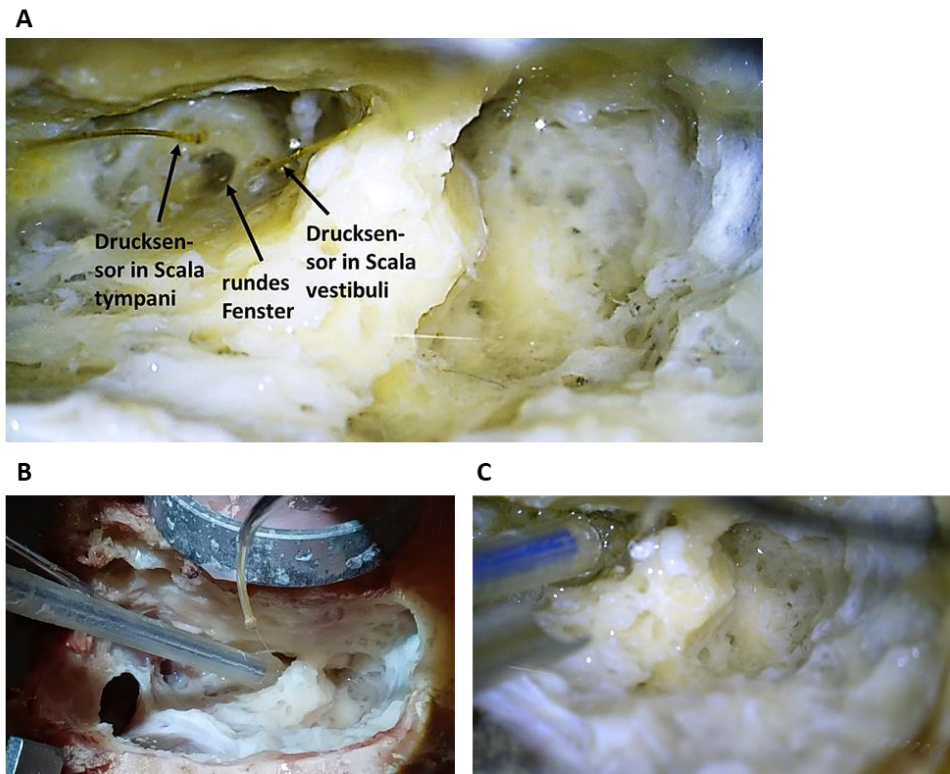 A
Drucksen-
sor in Scala
tympani
rundes
Fenster
Drucksen-
sor in Scala
vestibuli
B
C